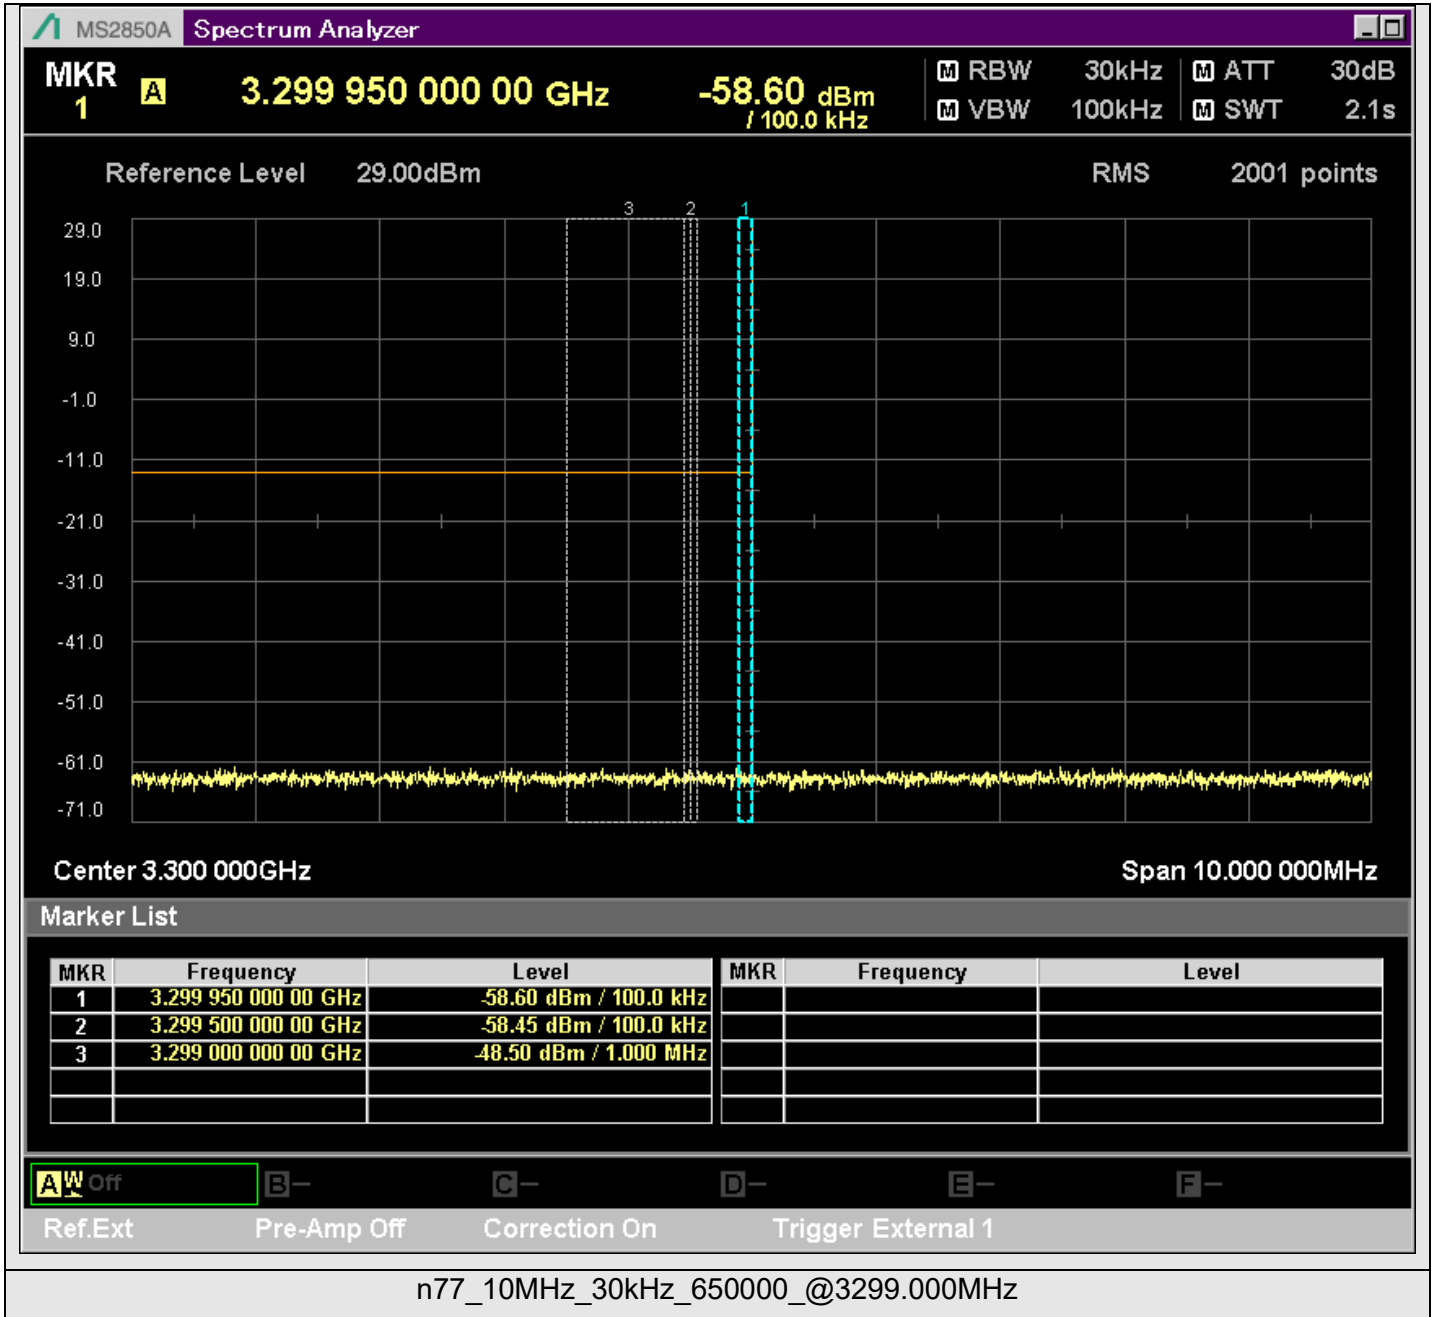 MS2850A Spectrum Analyzer
MKR 1 A 3.299 950 000 00 GHz -58.60 dBm / 100.0 kHz
M RBW 30kHz M ATT 30dB
M VBW 100kHz M SWT 2.1s
Reference Level 29.00dBm RMS 2001 points
3 2 1
29.0
19.0
9.0
-1.0
-11.0
-21.0
-31.0
-41.0
-51.0
-61.0
-71.0
Center 3.300 000GHz Span 10.000 000MHz
Marker List
MKR Frequency Level MKR Frequency Level
1 3.299 950 000 00 GHz -58.60 dBm / 100.0 kHz
2 3.299 500 000 00 GHz -58.45 dBm / 100.0 kHz
3 3.299 000 000 00 GHz -48.50 dBm / 1.000 MHz
A W Off B– C– D– E– F–
Ref.Ext Pre-Amp Off Correction On Trigger External 1
n77_10MHz_30kHz_650000_@3299.000MHz